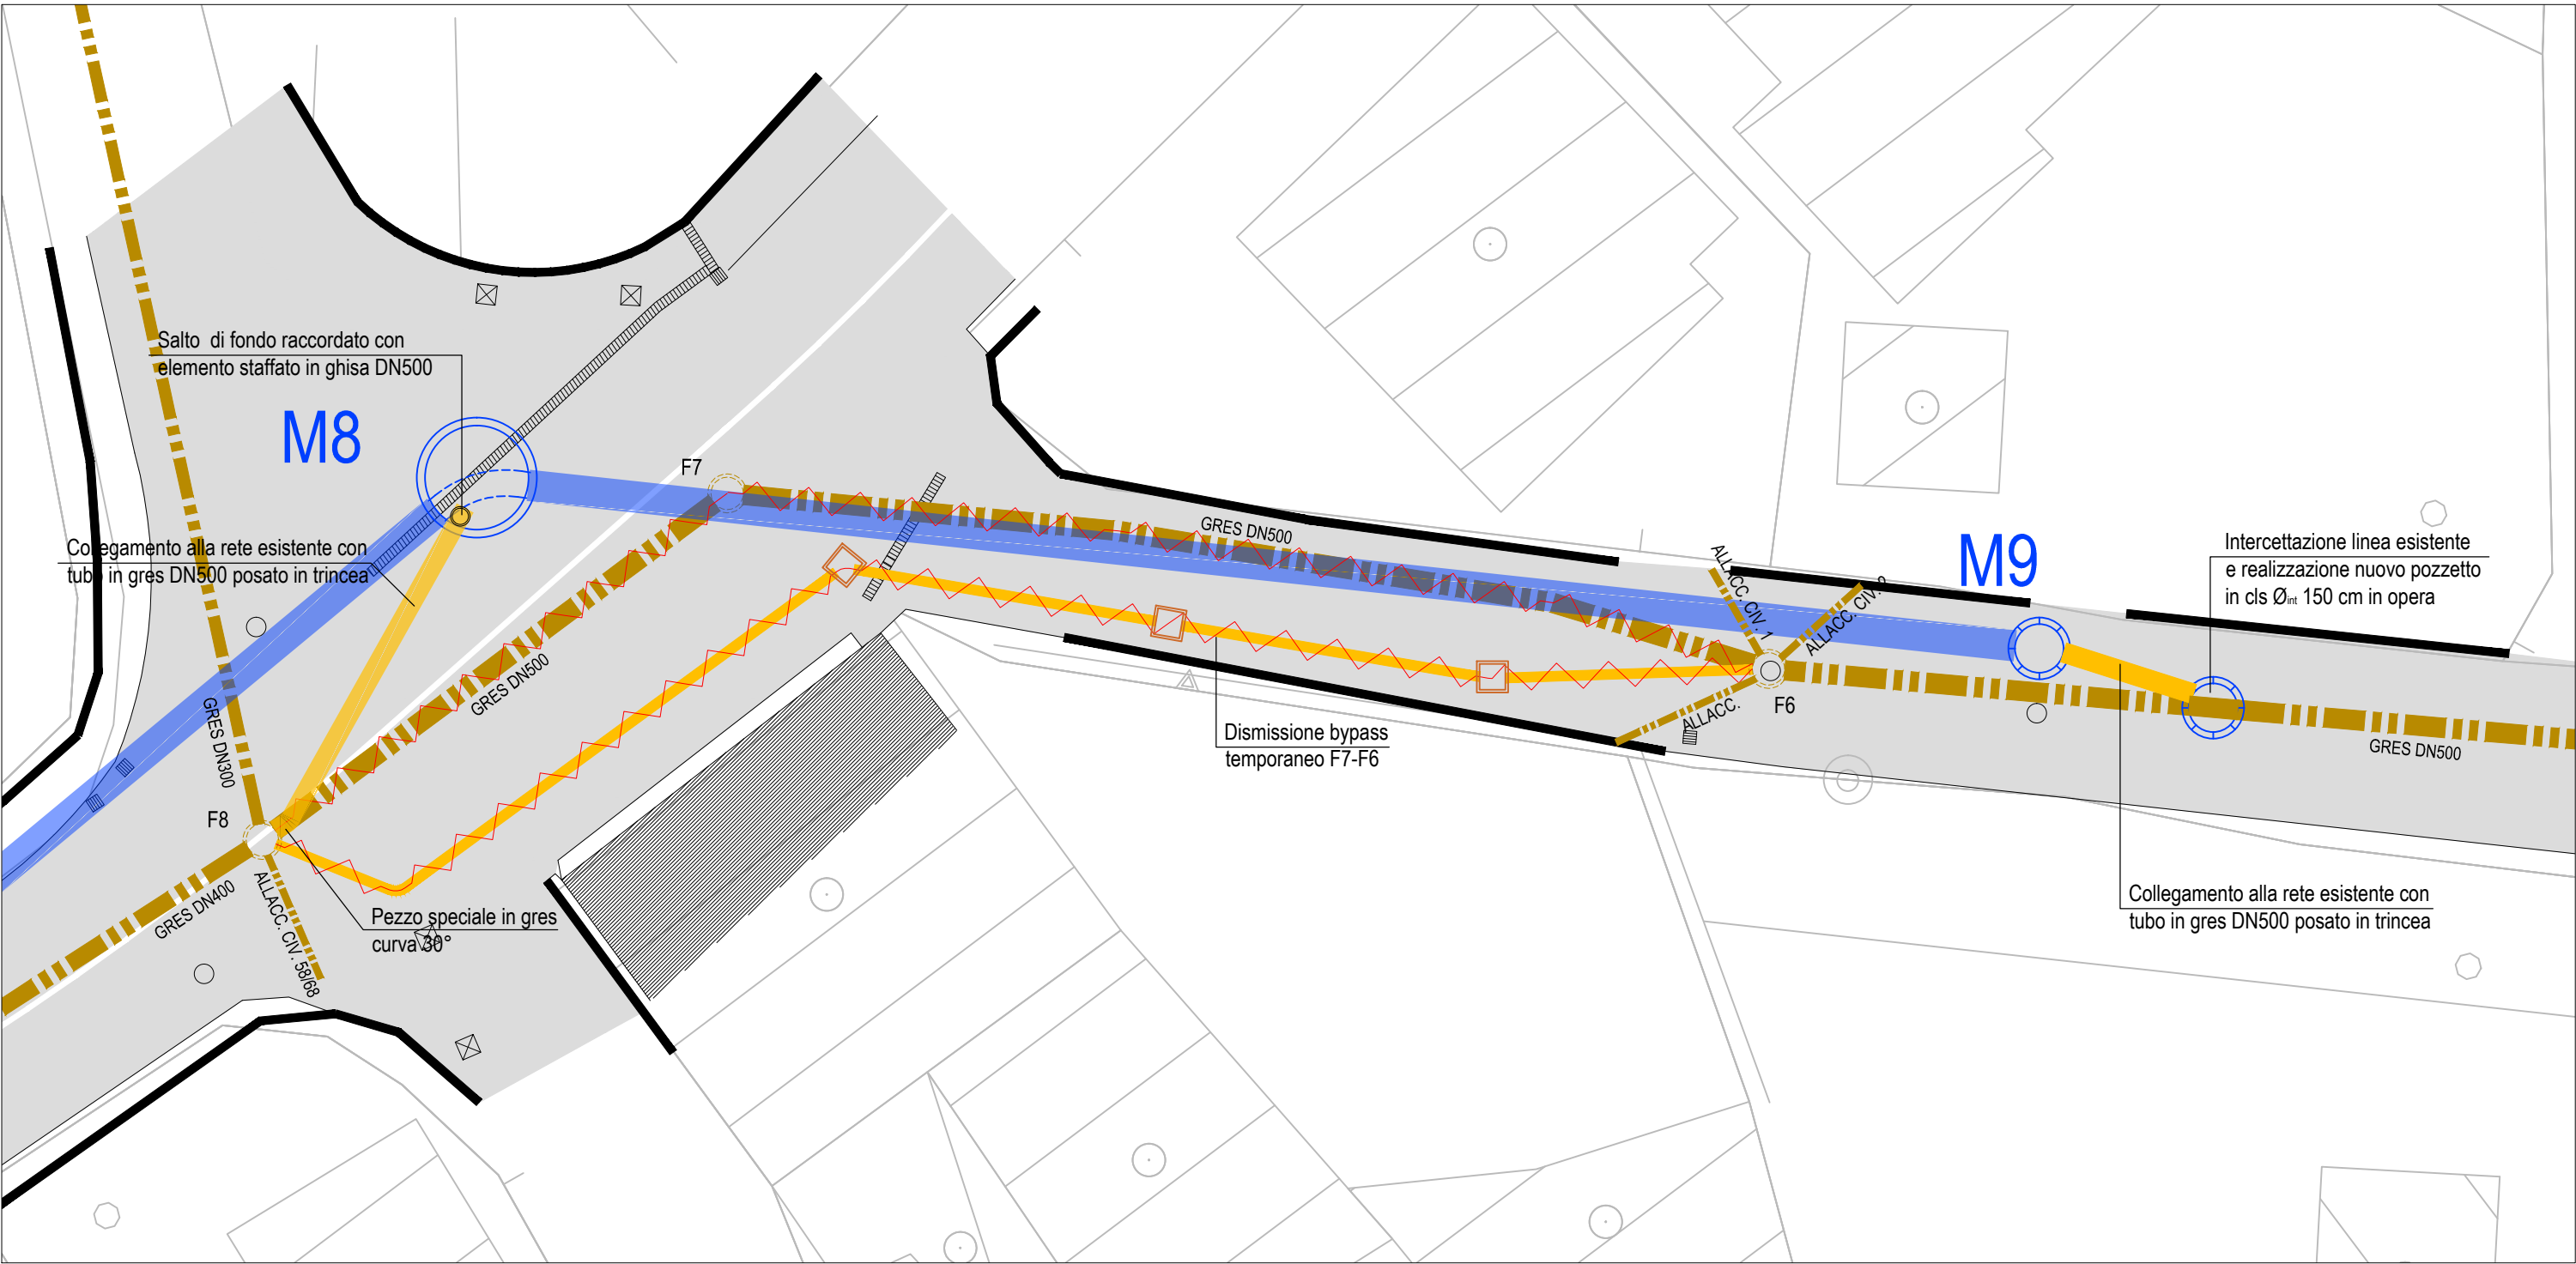 Salto  di fondo raccordato con
elemento staffato in ghisa DN500
M8
F7
Collegamento alla rete esistente con
tubo in gres DN500 posato in trincea
GRES DN500
ALLACC. CIV. 1
ALLACC. CIV.
M9
Intercettazione linea esistente
e realizzazione nuovo pozzetto
in cls Øint 150 cm in opera
GRES DN300
GRES DN500
ALLACC.
F6
Dismissione bypass
temporaneo F7-F6
GRES DN500
F8
GRES DN400
ALLACC. CIV. 58/68
Pezzo speciale in gres
curva 30°
Collegamento alla rete esistente con
tubo in gres DN500 posato in trincea